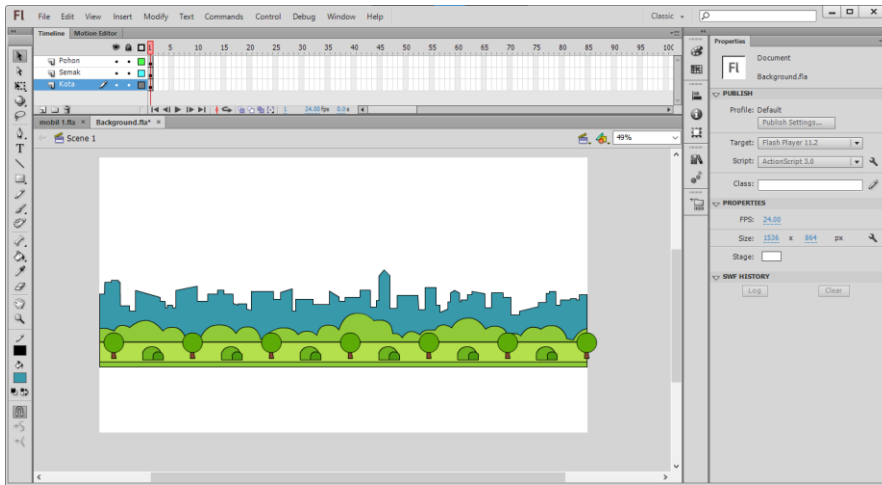 Fl File Edit View Insert Modify Text Commands Control Debug Window Help Classic
Timeline Motion Editor
1 5 10 15 20 25 30 35 40 45 50 55 60 65 70 75 80 85 90 95 100
Pohon
Semak
Kota
1 24.00 fps 0.0 s
mobil 1.fla × Background.fla* ×
Scene 1 49%
Properties
Fl
Document
Background.fla
PUBLISH
Profile: Default
Publish Settings...
Target: Flash Player 11.2
Script: ActionScript 3.0
Class:
PROPERTIES
FPS: 24.00
Size: 1536 x 864 px
Stage:
SWF HISTORY
Log Clear